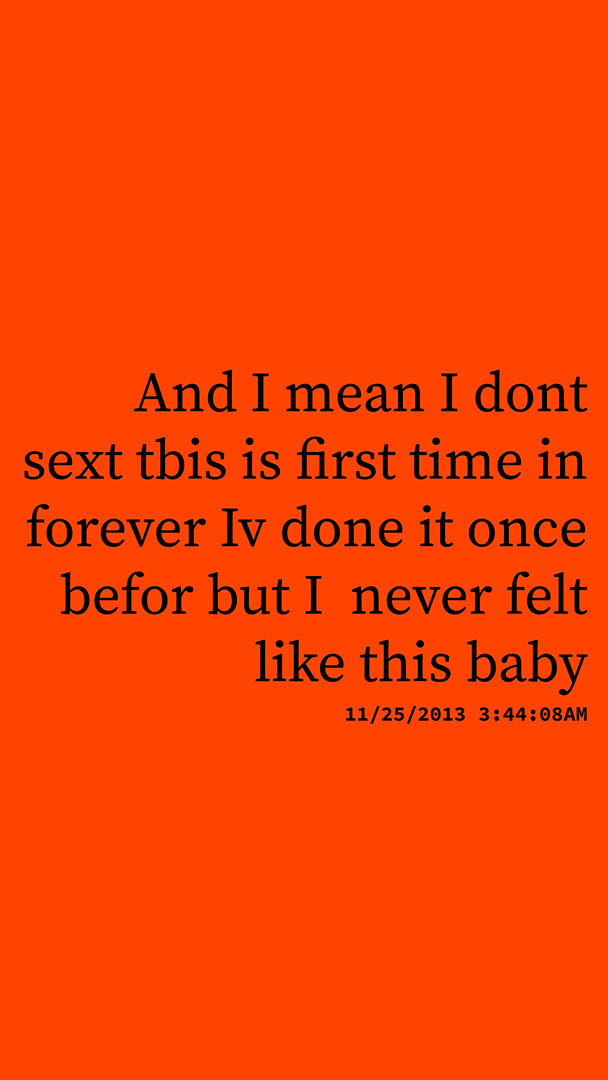 And I mean I dont
sext tbis is first time in
forever Iv done it once
befor but I  never felt
like this baby
11/25/2013 3:44:08AM